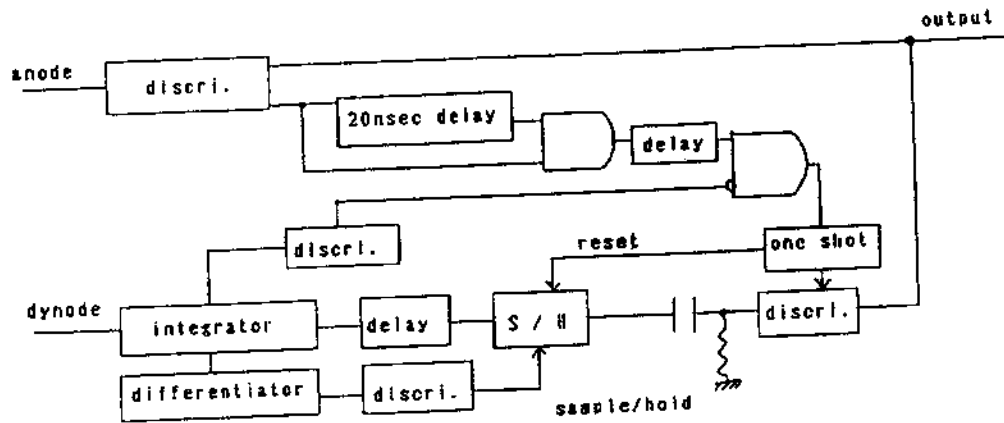 output
anode
discri.
20nsec delay
delay
discri.
reset
one shot
dynode
integrator
delay
S / H
discri.
differentiator
discri.
sample/hold